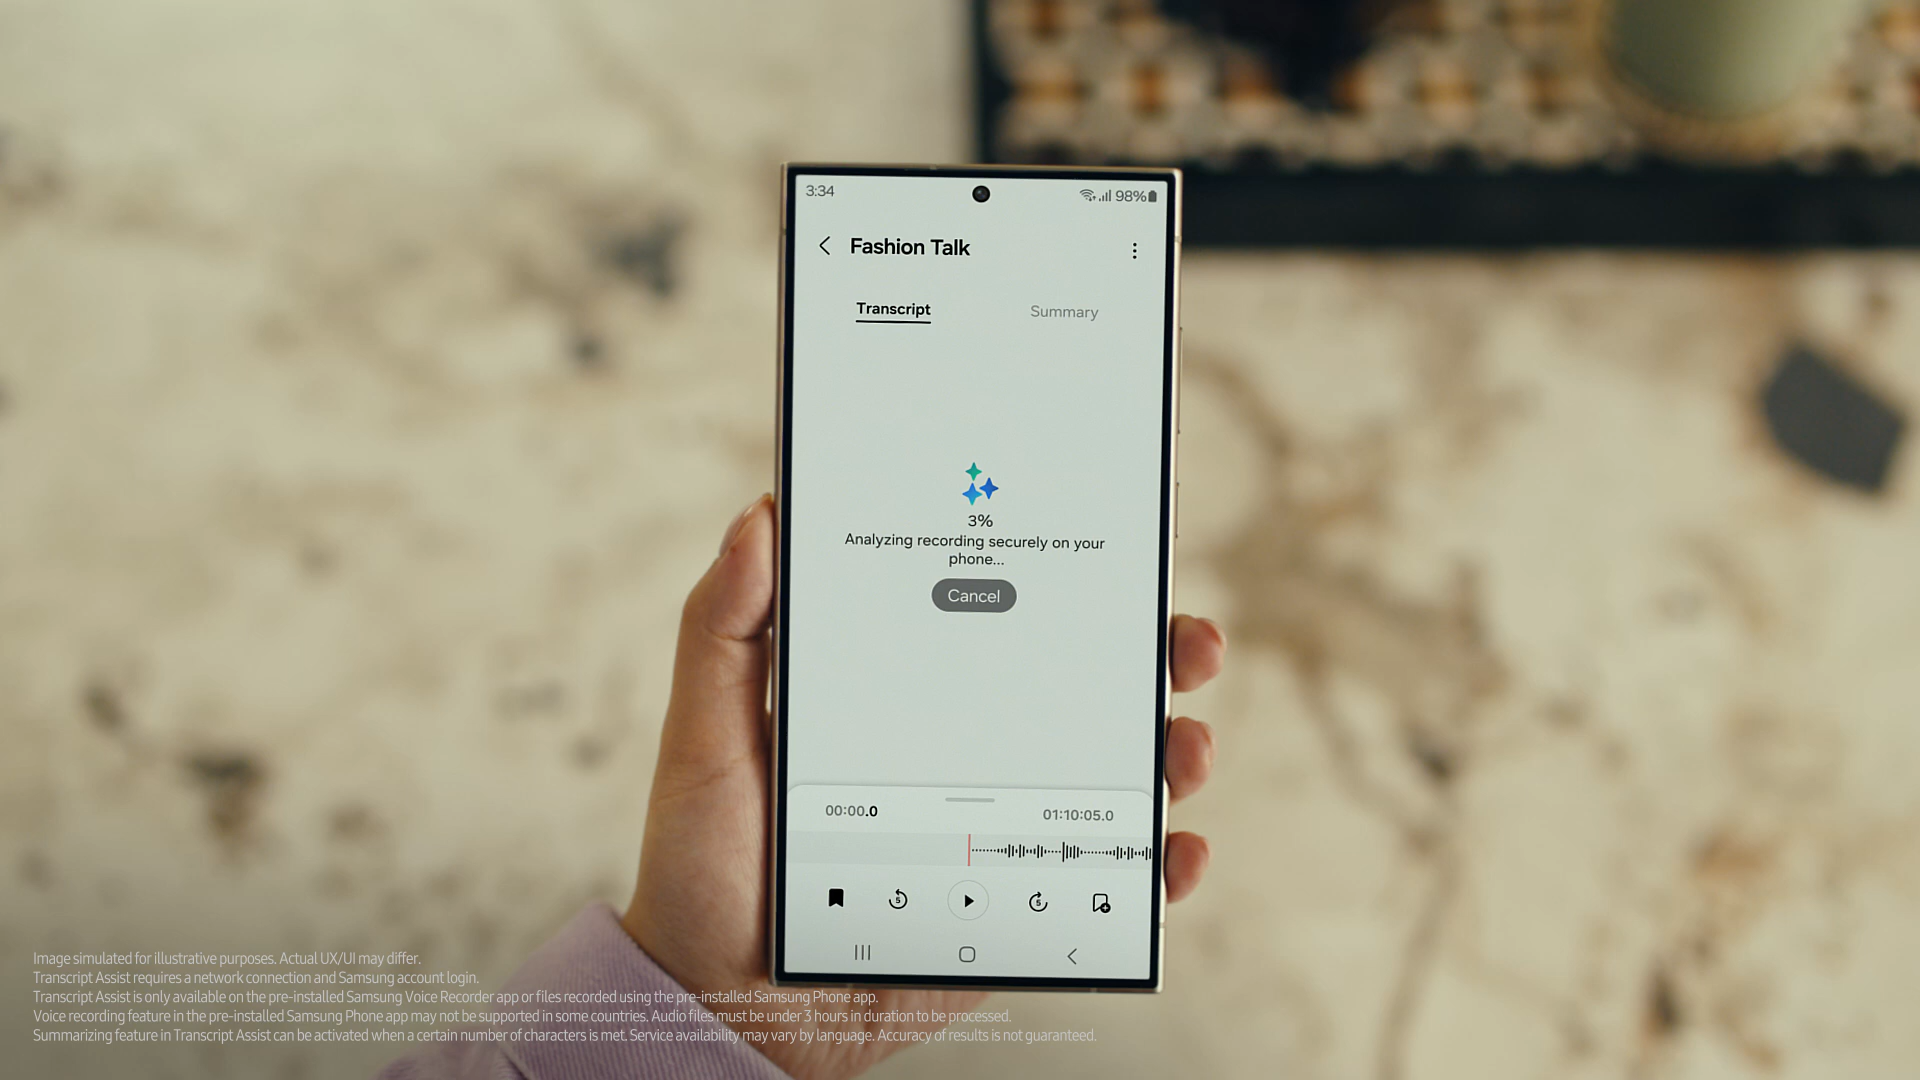 3:34
98%
Fashion Talk
Transcript
Summary
3%
Analyzing recording securely on your
phone...
Cancel
00:00.0
01:10:05.0
5
5
Image simulated for illustrative purposes. Actual UX/UI may differ.
Transcript Assist requires a network connection and Samsung account login.
Transcript Assist is only available on the pre-installed Samsung Voice Recorder app or files recorded using the pre-installed Samsung Phone app.
Voice recording feature in the pre-installed Samsung Phone app may not be supported in some countries. Audio files must be under 3 hours in duration to be processed.
Summarizing feature in Transcript Assist can be activated when a certain number of characters is met. Service availability may vary by language. Accuracy of results is not guaranteed.